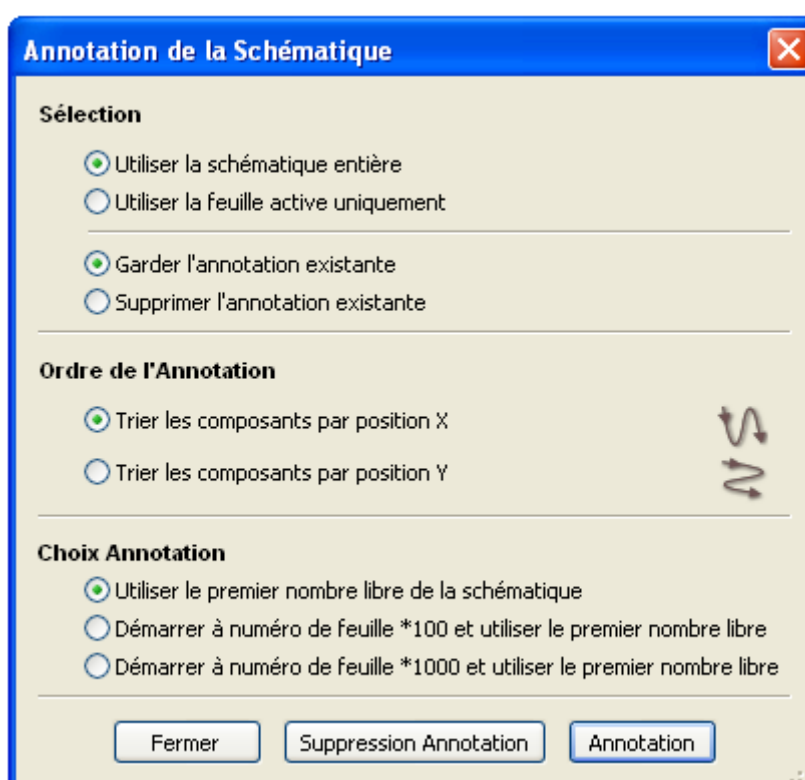 Annotation de la Schématique
Sélection
Utiliser la schématique entière
Utiliser la feuille active uniquement
Garder l'annotation existante
Supprimer l'annotation existante
Ordre de l'Annotation
Trier les composants par position X
Trier les composants par position Y
Choix Annotation
Utiliser le premier nombre libre de la schématique
Démarrer à numéro de feuille *100 et utiliser le premier nombre libre
Démarrer à numéro de feuille *1000 et utiliser le premier nombre libre
Fermer Suppression Annotation Annotation